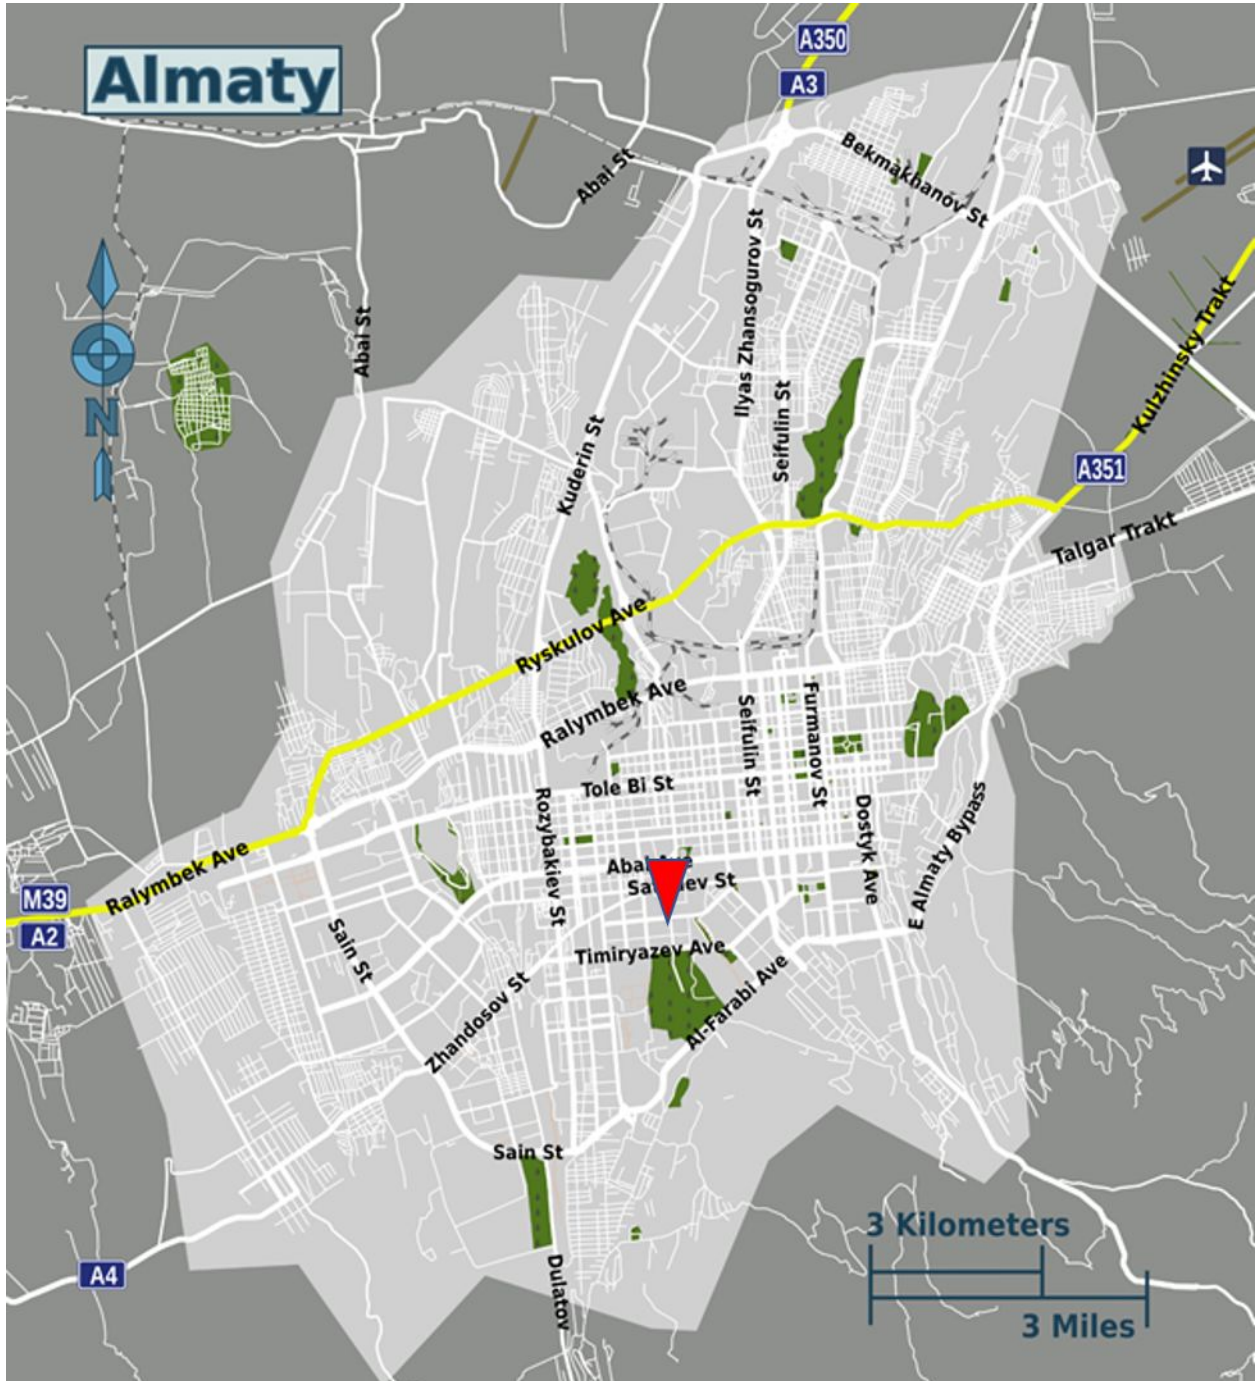 A350
Almaty
A3
Bekmakhanov St
Abai St
Ilyas Zhansogurov St
Kulzhinsky Trakt
Abai St
N
Seifulin St
Kuderin St
A351
Talgar Trakt
Ryskulov Ave
Ralymbek Ave
Seifulin St
Furmanov St
Tole Bi St
Rozybakiev St
Dostyk Ave
E Almaty Bypass
Ralymbek Ave
M39
A2
Sain St
Timiryazev Ave
Zhandosov St
Al-Farabi Ave
Sain St
3 Kilometers
A4
Dulatov
3 Miles